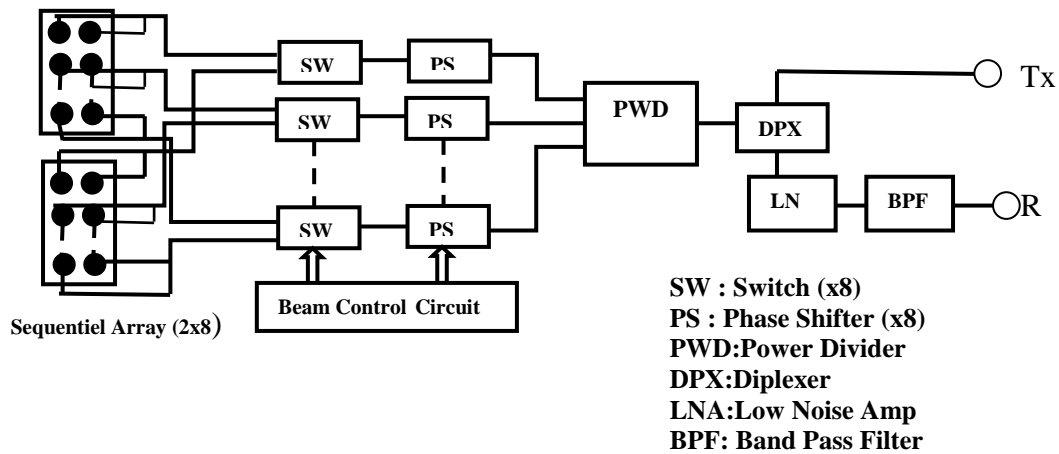 Tx
SW
PS
PWD
SW
PS
DPX
LN
BPF
R
SW
PS
Beam Control Circuit
Sequentiel Array (2x8)
SW : Switch (x8)
PS : Phase Shifter (x8)
PWD:Power Divider
DPX:Diplexer
LNA:Low Noise Amp
BPF: Band Pass Filter